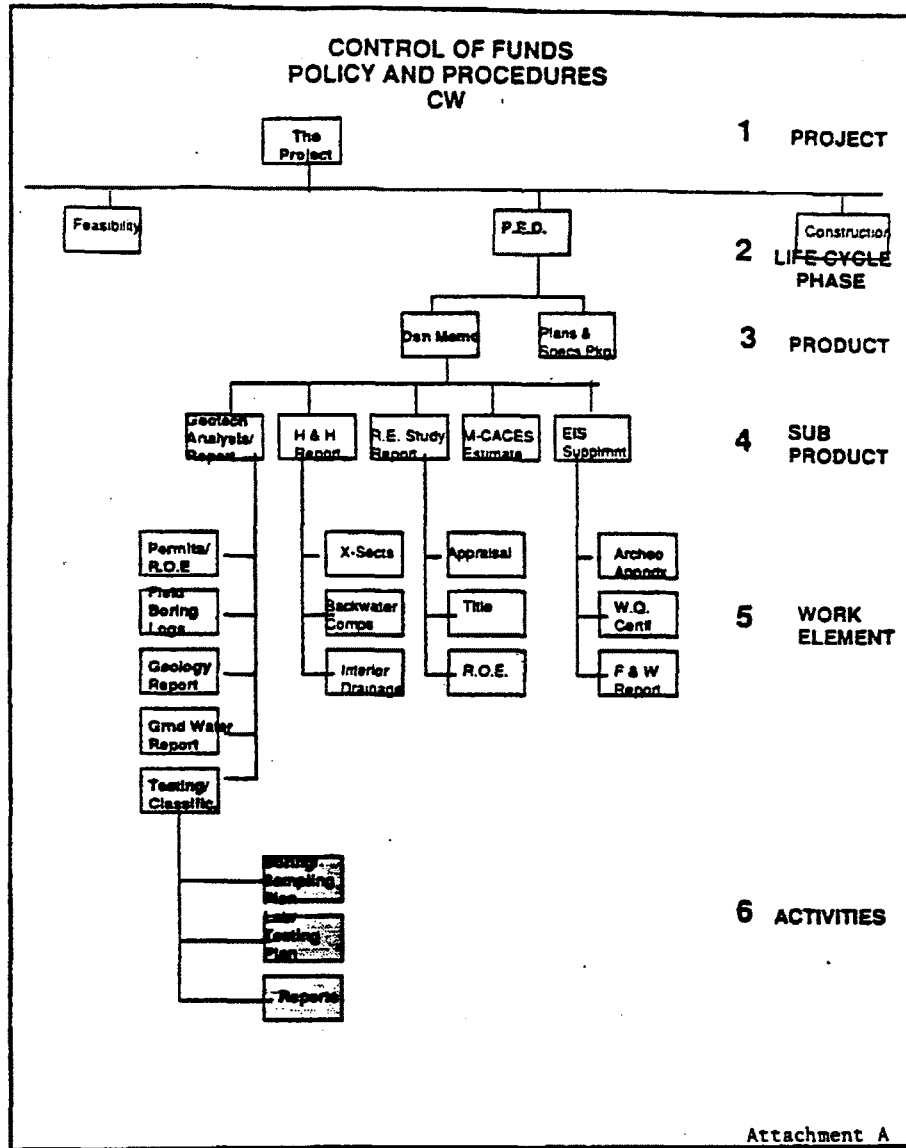 CONTROL OF FUNDS
POLICY AND PROCEDURES
CW
The
Project
1 PROJECT
Feasibility
P.E.D.
Construction
2 LIFE CYCLE
PHASE
Dsn Memo
Plans &
Specs Pkg
3 PRODUCT
Geotech
Analysis/
Report
H & H
Report
R.E. Study
Report
M-CACES
Estimate
EIS
Supplmnt
4 SUB
PRODUCT
Permits/
R.O.E
Field
Boring
Logs
Geology
Report
Grnd Water
Report
Testing/
Classific.
X-Sects
Backwater
Comps
Interior
Drainage
Appraisal
Title
R.O.E.
Archeo
Appndx
W.Q.
Certif
F & W
Report
5 WORK
ELEMENT
Boring/
Sampling
Plan
Lab
Testing
Plan
Reports
6 ACTIVITIES
Attachment A